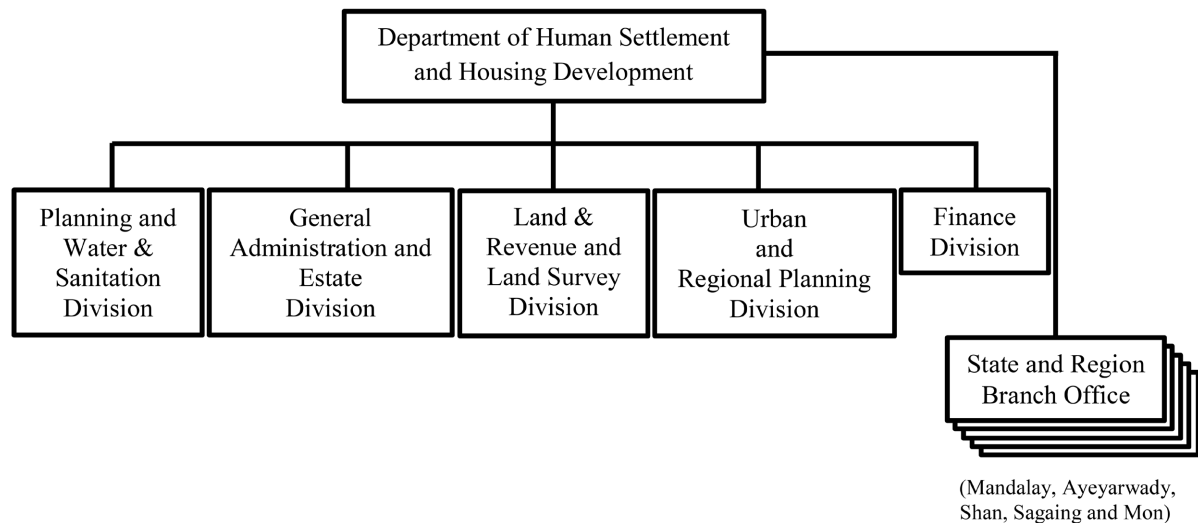 Department of Human Settlement
and Housing Development
Planning and
Water &
Sanitation
Division
General
Administration and
Estate
Division
Land &
Revenue and
Land Survey
Division
Urban
and
Regional Planning
Division
Finance
Division
State and Region
Branch Office
(Mandalay, Ayeyarwady,
Shan, Sagaing and Mon)